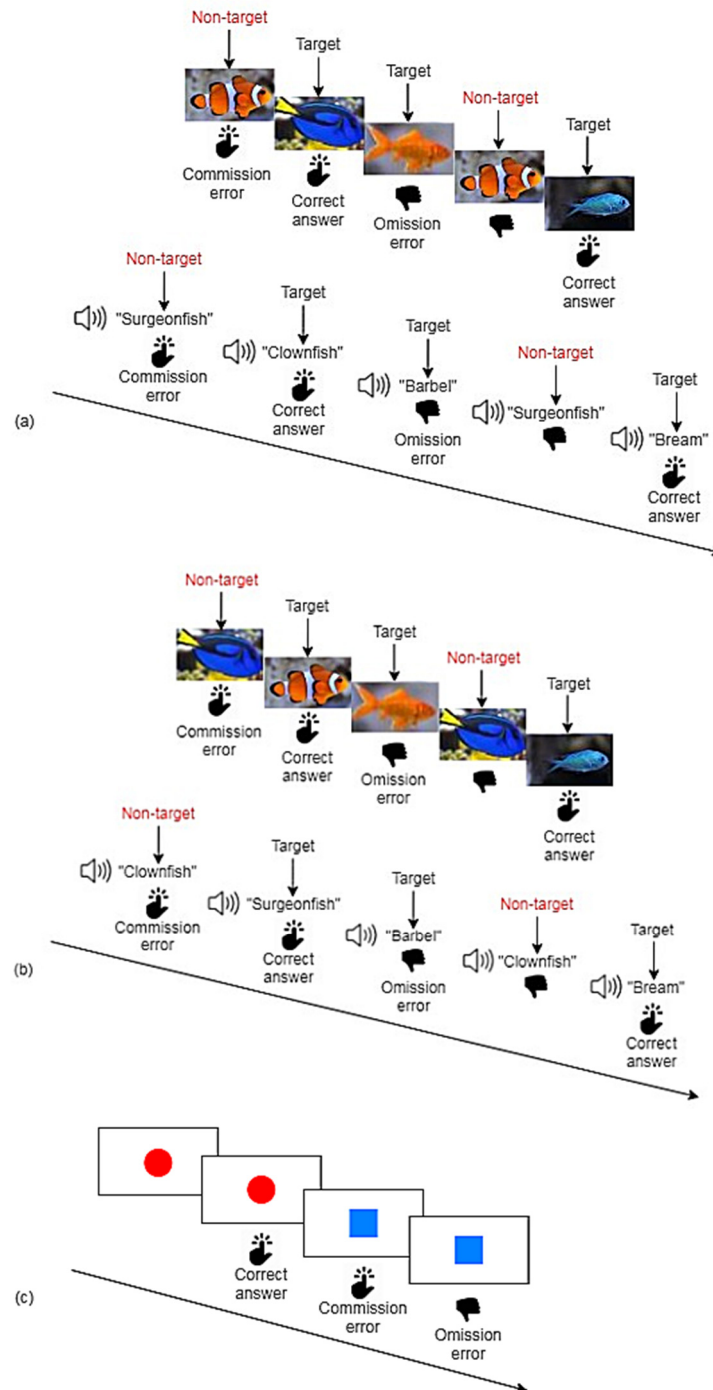 Non-target
Target
Target
Non-target
Target
Commission
error
Correct
answer
Omission
error
Correct
answer
Non-target
"Surgeonfish"
Commission
error
Target
"Clownfish"
Correct
answer
Target
"Barbel"
Omission
error
Non-target
"Surgeonfish"
Target
"Bream"
Correct
answer
(a)
Non-target
Target
Target
Non-target
Target
Commission
error
Correct
answer
Omission
error
Correct
answer
Non-target
"Clownfish"
Commission
error
Target
"Surgeonfish"
Correct
answer
Target
"Barbel"
Omission
error
Non-target
"Clownfish"
Target
"Bream"
Correct
answer
(b)
Correct
answer
Commission
error
Omission
error
(c)